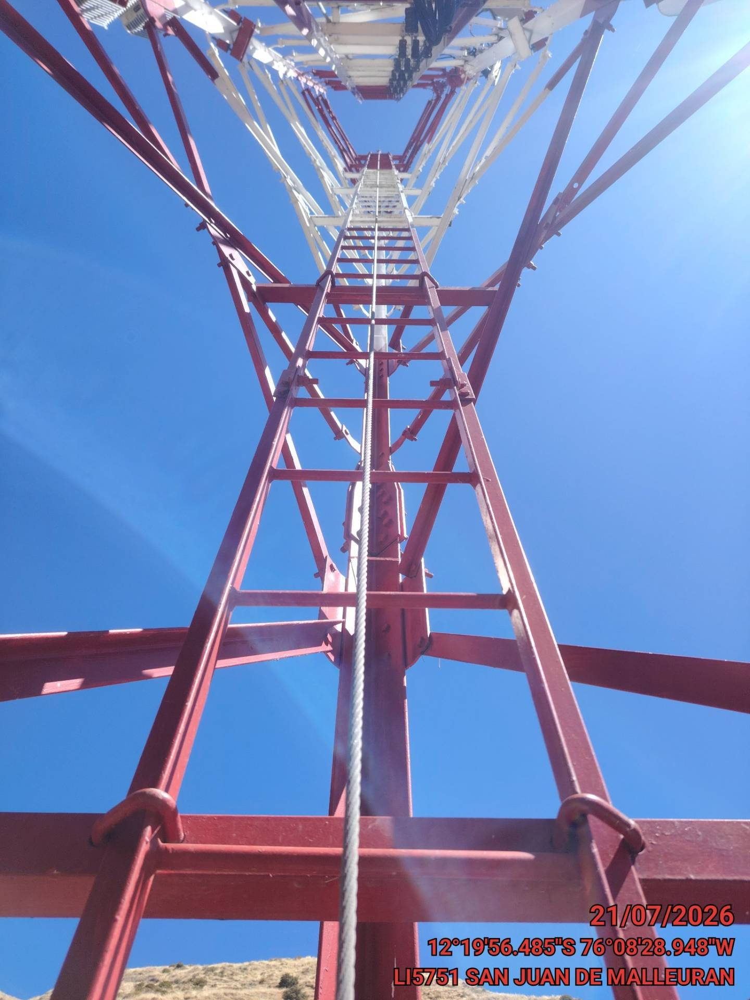 21/07/2026
12°19'56.485"S 76°08'28.948"W
LI5751 SAN JUAN DE MALLEURAN